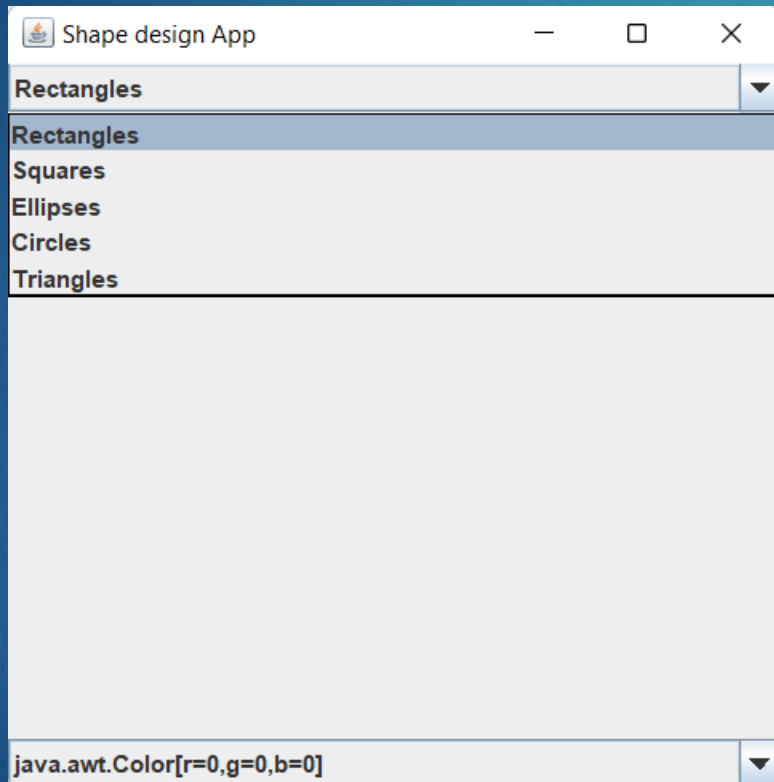 Shape design App
Rectangles
Rectangles
Squares
Ellipses
Circles
Triangles
java.awt.Color[r=0,g=0,b=0]